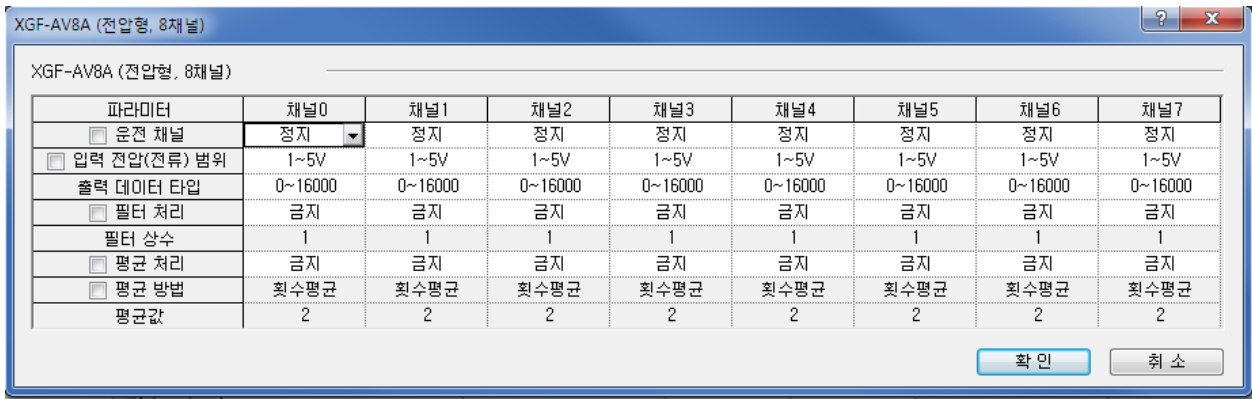 XGF-AV8A (전압형, 8채널)
XGF-AV8A (전압형, 8채널)
파라미터 채널0 채널1 채널2 채널3 채널4 채널5 채널6 채널7
운전 채널 정지 정지 정지 정지 정지 정지 정지 정지
입력 전압(전류) 범위 1~5V 1~5V 1~5V 1~5V 1~5V 1~5V 1~5V 1~5V
출력 데이터 타입 0~16000 0~16000 0~16000 0~16000 0~16000 0~16000 0~16000 0~16000
필터 처리 금지 금지 금지 금지 금지 금지 금지 금지
필터 상수 1 1 1 1 1 1 1 1
평균 처리 금지 금지 금지 금지 금지 금지 금지 금지
평균 방법 횟수평균 횟수평균 횟수평균 횟수평균 횟수평균 횟수평균 횟수평균 횟수평균
평균값 2 2 2 2 2 2 2 2
확인 취소